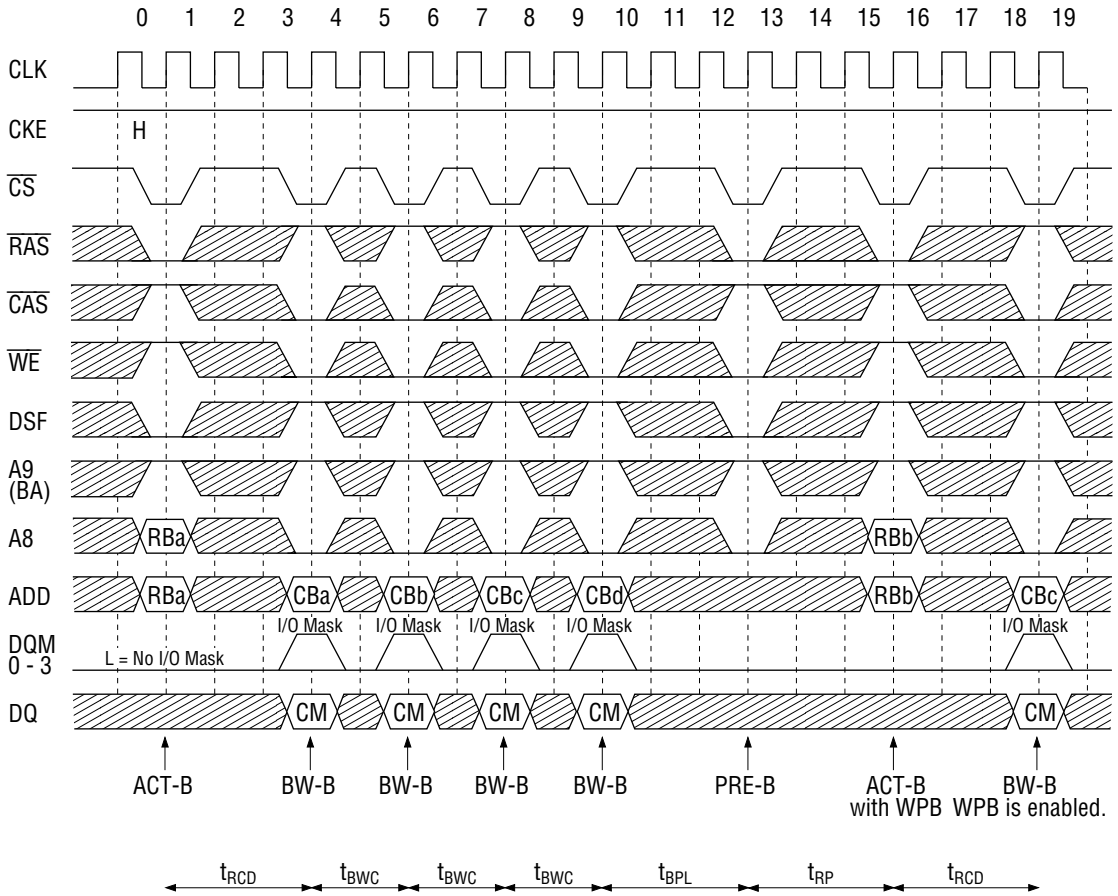 0 1 2 3 4 5 6 7 8 9 10 11 12 13 14 15 16 17 18 19
CLK
CKE H
CS
RAS
CAS
WE
DSF
A9
(BA)
A8 RBa RBb
ADD RBa CBa CBb CBc CBd RBb CBc
I/O Mask I/O Mask I/O Mask I/O Mask I/O Mask
DQM
0 - 3 L = No I/O Mask
DQ CM CM CM CM CM
ACT-B BW-B BW-B BW-B BW-B PRE-B ACT-B BW-B
with WPB WPB is enabled.
tRCD tBWC tBWC tBWC tBPL tRP tRCD